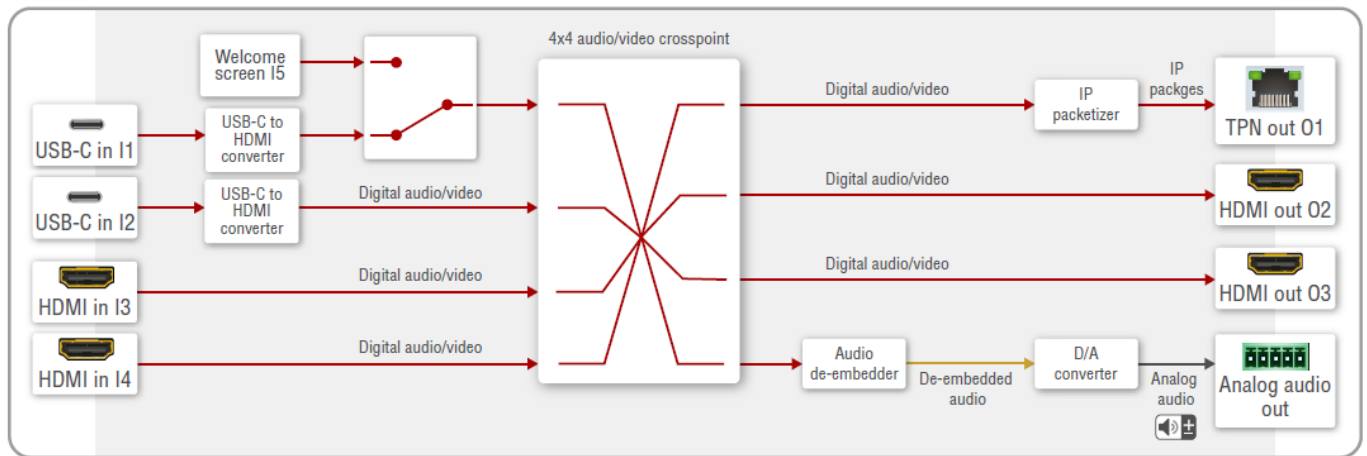 4x4 audio/video crosspoint
Welcome
screen I5
USB-C in I1
USB-C to
HDMI
converter
USB-C in I2
USB-C to
HDMI
converter
Digital audio/video
HDMI in I3
Digital audio/video
HDMI in I4
Digital audio/video
Digital audio/video
IP
packetizer
IP
packges
TPN out O1
Digital audio/video
HDMI out O2
Digital audio/video
HDMI out O3
Audio
de-embedder
De-embedded
audio
D/A
converter
Analog
audio
Analog audio
out